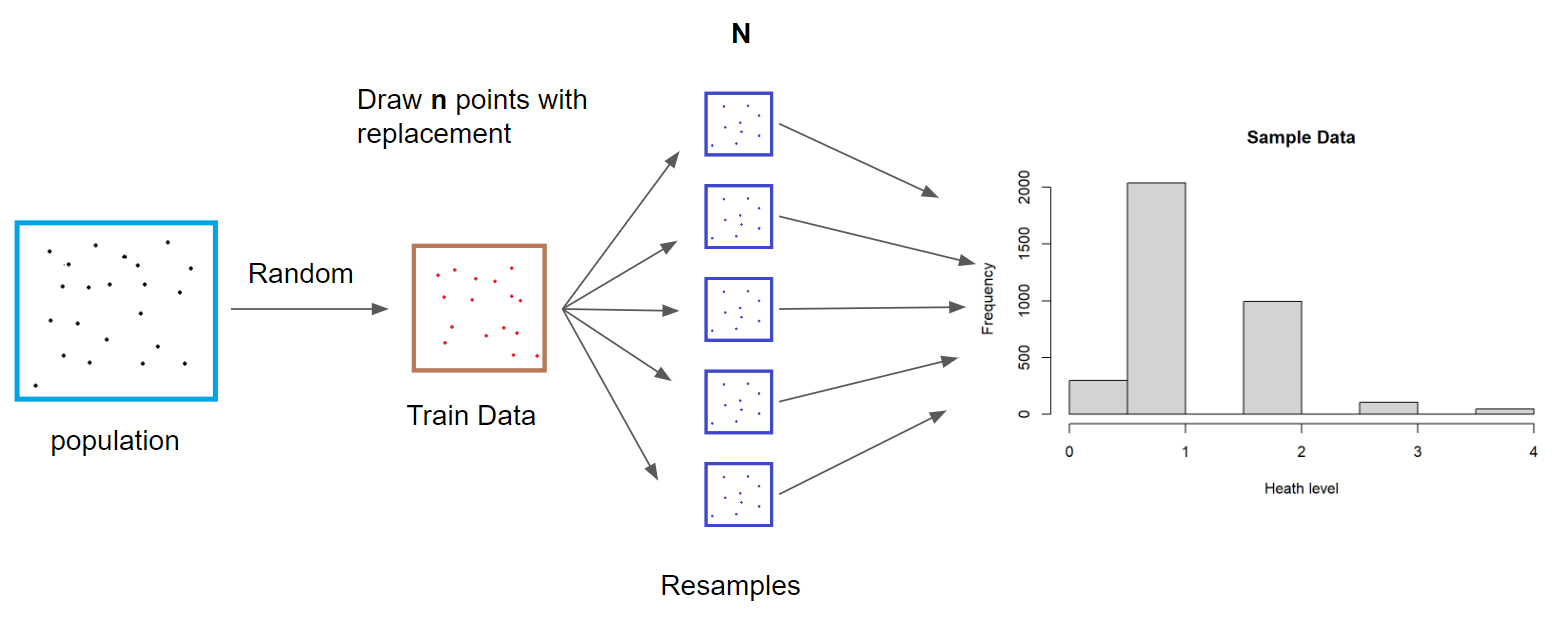 N
Draw n points with
replacement
Random
population
Train Data
Resamples
Sample Data
Frequency
2000
1500
1000
500
0
0 1 2 3 4
Heath level